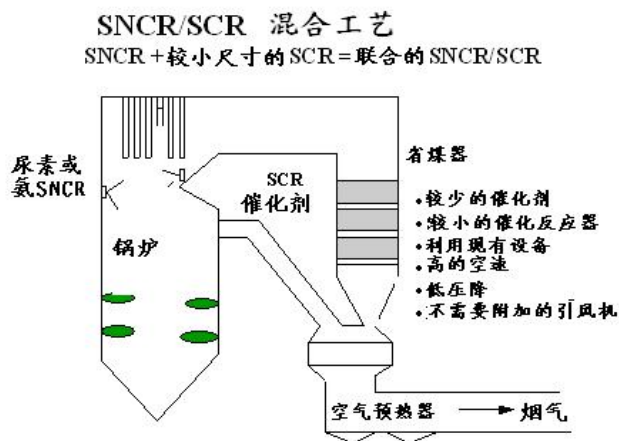 SNCR/SCR 混合工艺
SNCR+较小尺寸的SCR=联合的SNCR/SCR
尿素或
氨SNCR
锅炉
SCR
催化剂
省煤器
•较少的催化剂
•较小的催化反应器
•利用现有设备
•高的空速
•低压降
•不需要附加的引风机
空气预热器
烟气